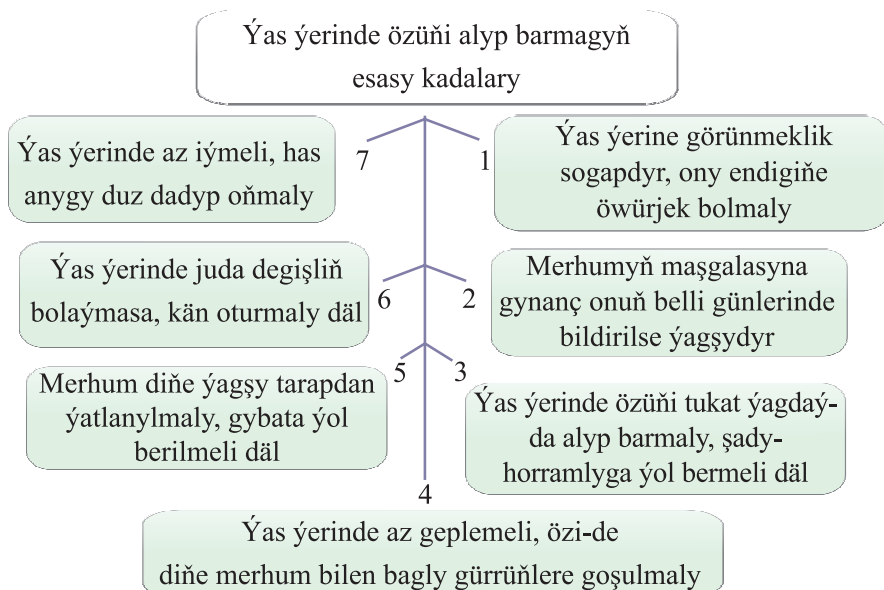 Ýas ýerinde özüňi alyp barmagyň
esasy kadalary
1
Ýas ýerine görünmeklik
sogapdyr, ony endigiňe
öwürjek bolmaly
2
Merhumyň maşgalasyna
gynanç onuň belli günlerinde
bildirilse ýagşydyr
3
Ýas ýerinde özüňi tukat ýagdaý-
da alyp barmaly, şady-
horramlyga ýol bermeli däl
4
Ýas ýerinde az geplemeli, özi-de
diňe merhum bilen bagly gürrüňlere goşulmaly
5
Merhum diňe ýagşy tarapdan
ýatlanylmaly, gybata ýol
berilmeli däl
6
Ýas ýerinde juda degişliň
bolaýmasa, kän oturmaly däl
7
Ýas ýerinde az iýmeli, has
anygy duz dadyp oňmaly